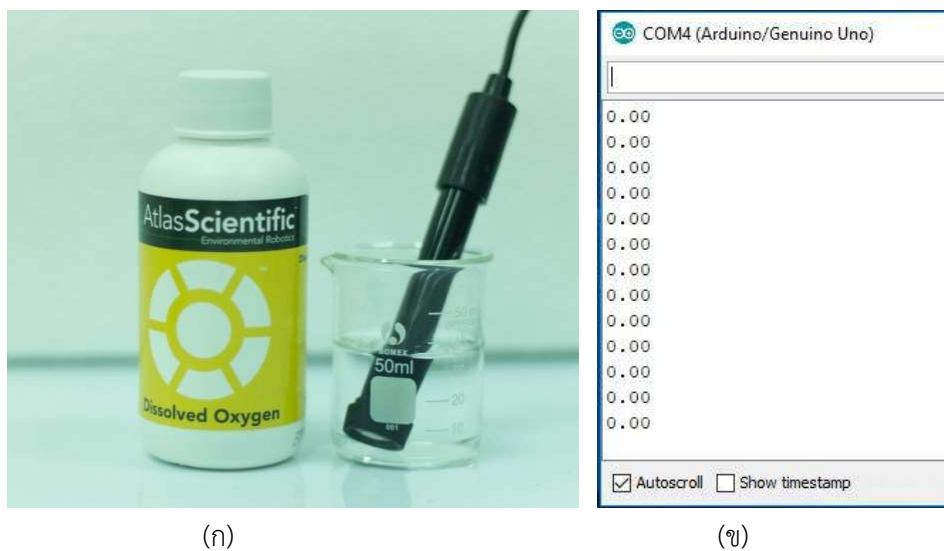 AtlasScientific
Environmental Robotics
Dissolved Oxygen
50ml
20
10
001
COM4 (Arduino/Genuino Uno)
0.00
0.00
0.00
0.00
0.00
0.00
0.00
0.00
0.00
0.00
0.00
0.00
0.00
Autoscroll
Show timestamp
(ก)
(ข)